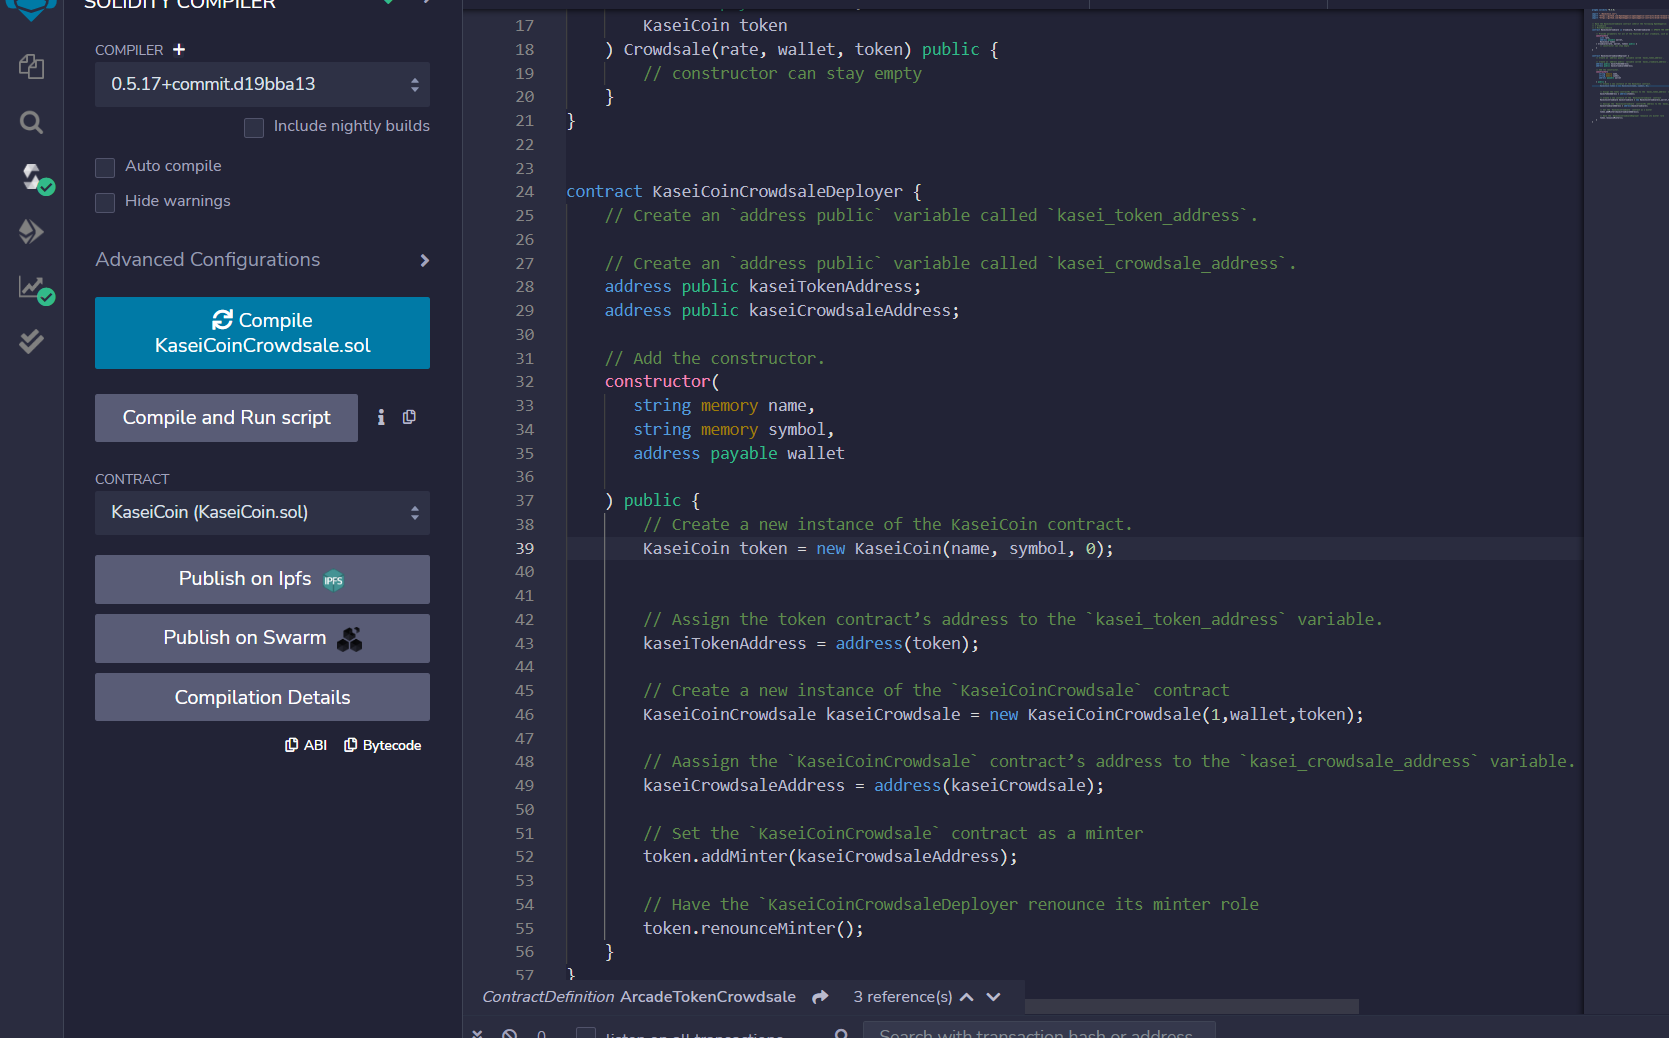 SOLIDITY COMPILER
COMPILER +
0.5.17+commit.d19bba13
Include nightly builds
Auto compile
Hide warnings
Advanced Configurations
Compile
KaseiCoinCrowdsale.sol
Compile and Run script
CONTRACT
KaseiCoin (KaseiCoin.sol)
Publish on Ipfs IPFS
Publish on Swarm
Compilation Details
ABI Bytecode
17 KaseiCoin token
18 ) Crowdsale(rate, wallet, token) public {
19 // constructor can stay empty
20 }
21 }
22
23
24 contract KaseiCoinCrowdsaleDeployer {
25 // Create an `address public` variable called `kasei_token_address`.
26
27 // Create an `address public` variable called `kasei_crowdsale_address`.
28 address public kaseiTokenAddress;
29 address public kaseiCrowdsaleAddress;
30
31 // Add the constructor.
32 constructor(
33 string memory name,
34 string memory symbol,
35 address payable wallet
36
37 ) public {
38 // Create a new instance of the KaseiCoin contract.
39 KaseiCoin token = new KaseiCoin(name, symbol, 0);
40
41
42 // Assign the token contract’s address to the `kasei_token_address` variable.
43 kaseiTokenAddress = address(token);
44
45 // Create a new instance of the `KaseiCoinCrowdsale` contract
46 KaseiCoinCrowdsale kaseiCrowdsale = new KaseiCoinCrowdsale(1,wallet,token);
47
48 // Aassign the `KaseiCoinCrowdsale` contract’s address to the `kasei_crowdsale_address` variable.
49 kaseiCrowdsaleAddress = address(kaseiCrowdsale);
50
51 // Set the `KaseiCoinCrowdsale` contract as a minter
52 token.addMinter(kaseiCrowdsaleAddress);
53
54 // Have the `KaseiCoinCrowdsaleDeployer renounce its minter role
55 token.renounceMinter();
56 }
57 }
ContractDefinition ArcadeTokenCrowdsale 3 reference(s)
0 listen on all transactions Search with transaction hash or address